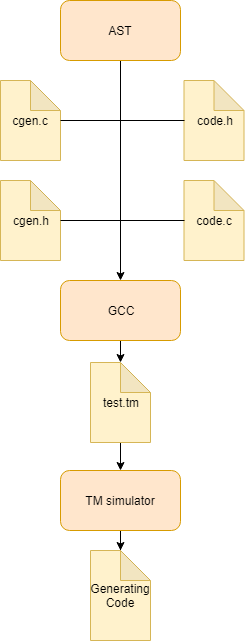 AST
cgen.c
code.h
cgen.h
code.c
GCC
test.tm
TM simulator
Generating
Code